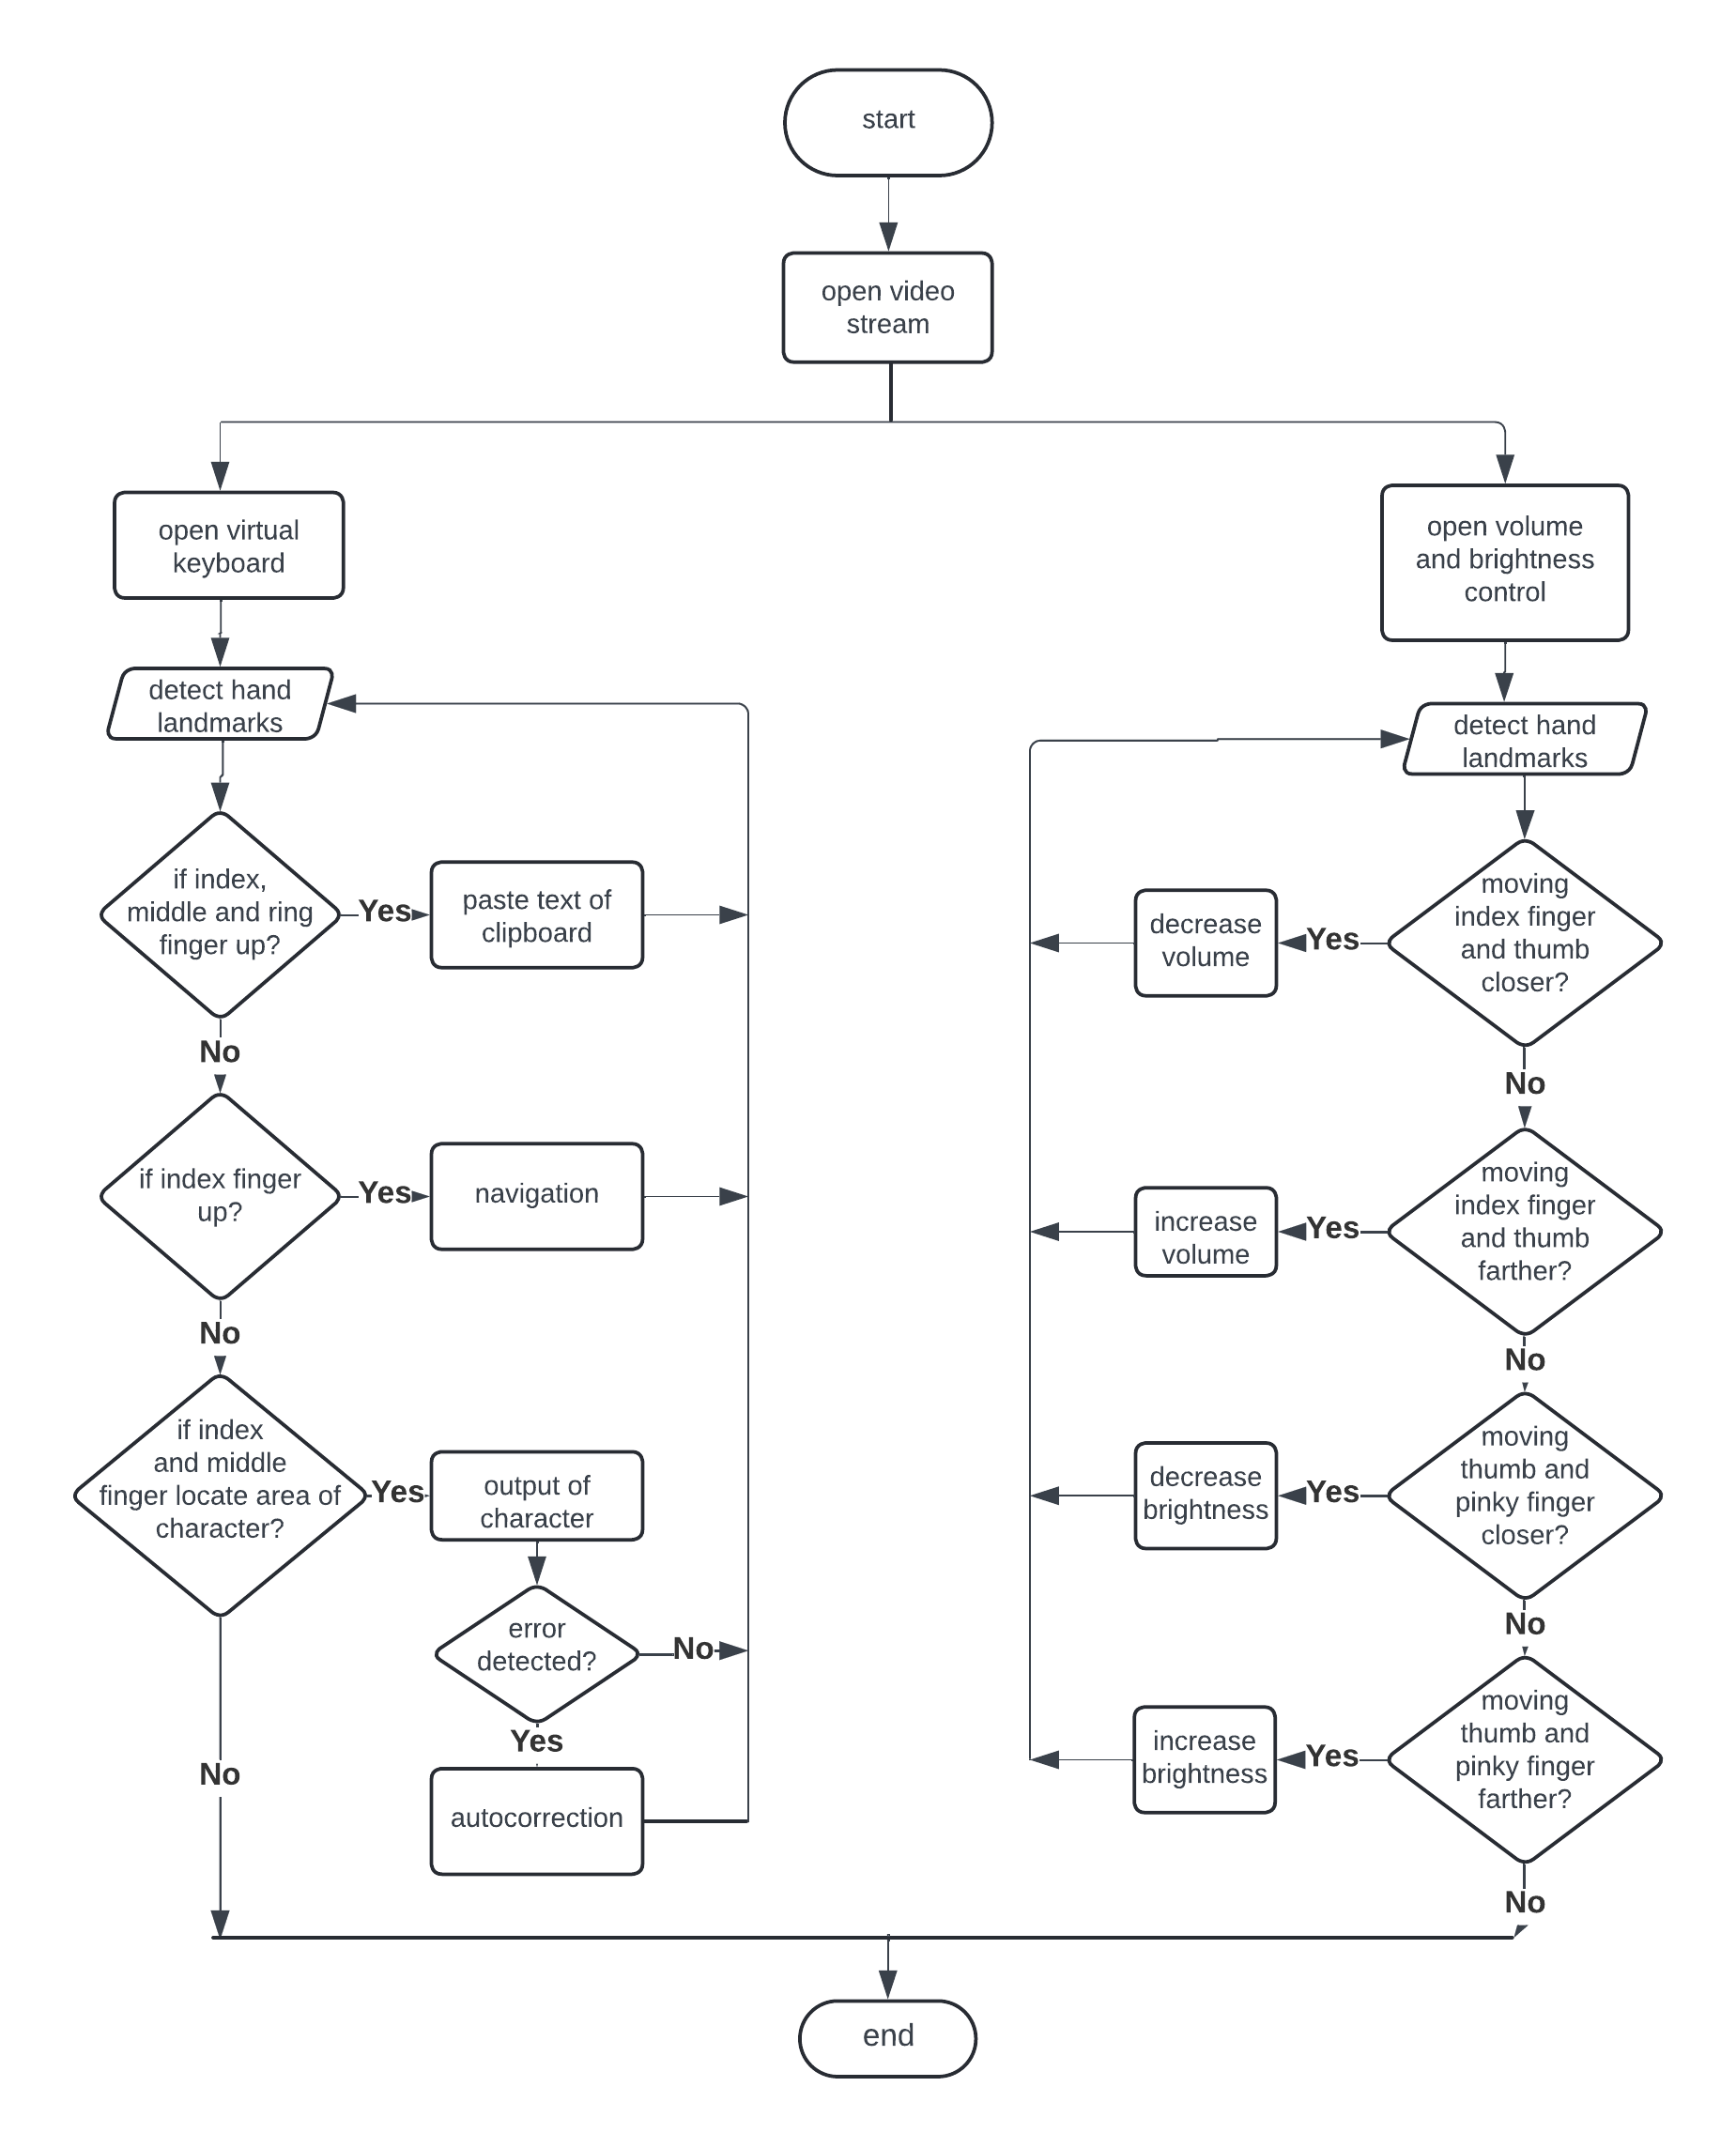 start
open video
stream
open virtual
keyboard
detect hand
landmarks
if index,
middle and ring
finger up?
Yes
paste text of
clipboard
No
if index finger
up?
Yes
navigation
No
if index
and middle
finger locate area of
character?
Yes
output of
character
error
detected?
No
Yes
autocorrection
No
open volume
and brightness
control
detect hand
landmarks
moving
index finger
and thumb
closer?
Yes
decrease
volume
No
moving
index finger
and thumb
farther?
Yes
increase
volume
No
moving
thumb and
pinky finger
closer?
Yes
decrease
brightness
No
moving
thumb and
pinky finger
farther?
Yes
increase
brightness
No
end